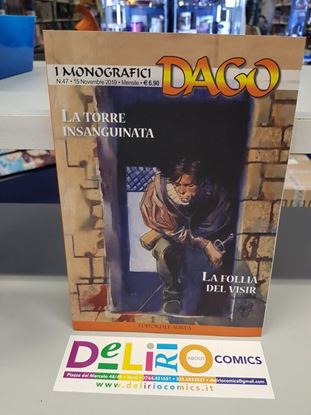 I MONOGRAFICI
N.47 • 15 Novembre 2019 • Mensile • € 6,90
DAGO
LA TORRE
INSANGUINATA
LA FOLLIA
DEL VISIR
EDITORIALE AUREA
DELIRIO
ABOUT
COMICS
www.deliriocomics.it